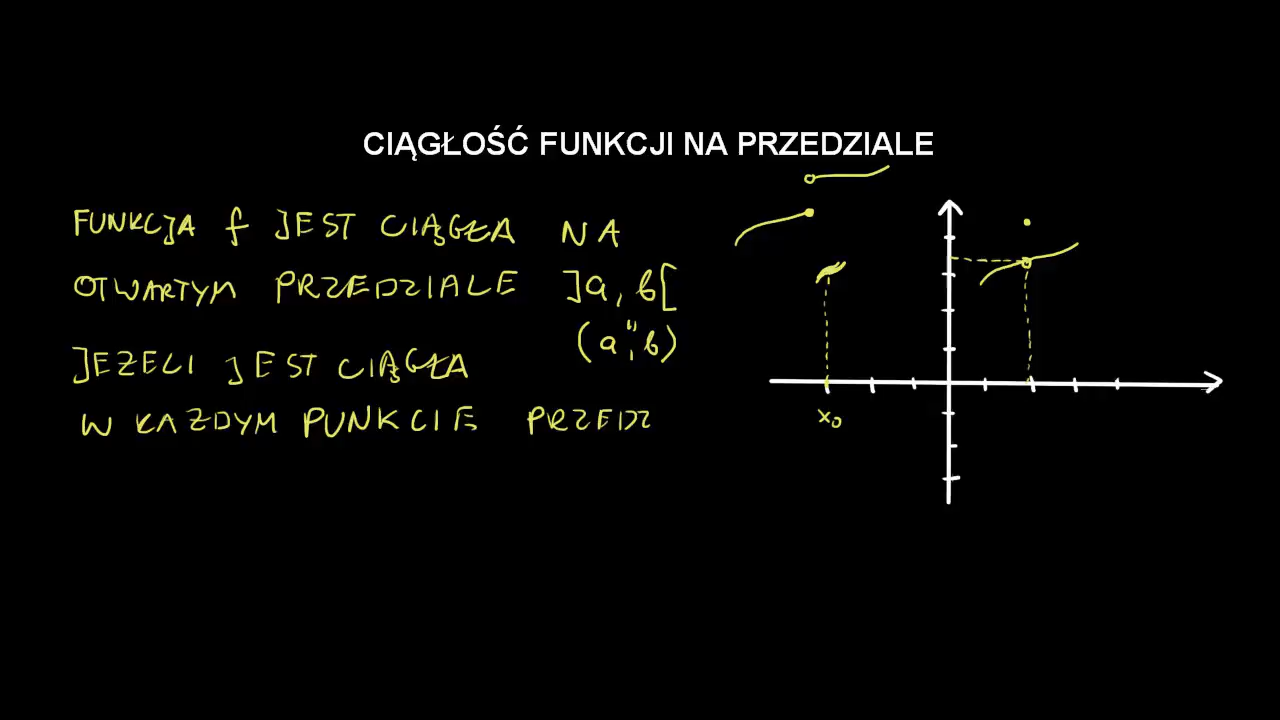 CIĄGŁOŚĆ FUNKCJI NA PRZEDZIALE
FUNKCJA f JEST CIĄGŁA NA
OTWARTYM PRZEDZIALE ]a, b[
(a, b)
JEŻELI JEST CIĄGŁA
W KAŻDYM PUNKCIE PRZEDZ
x0